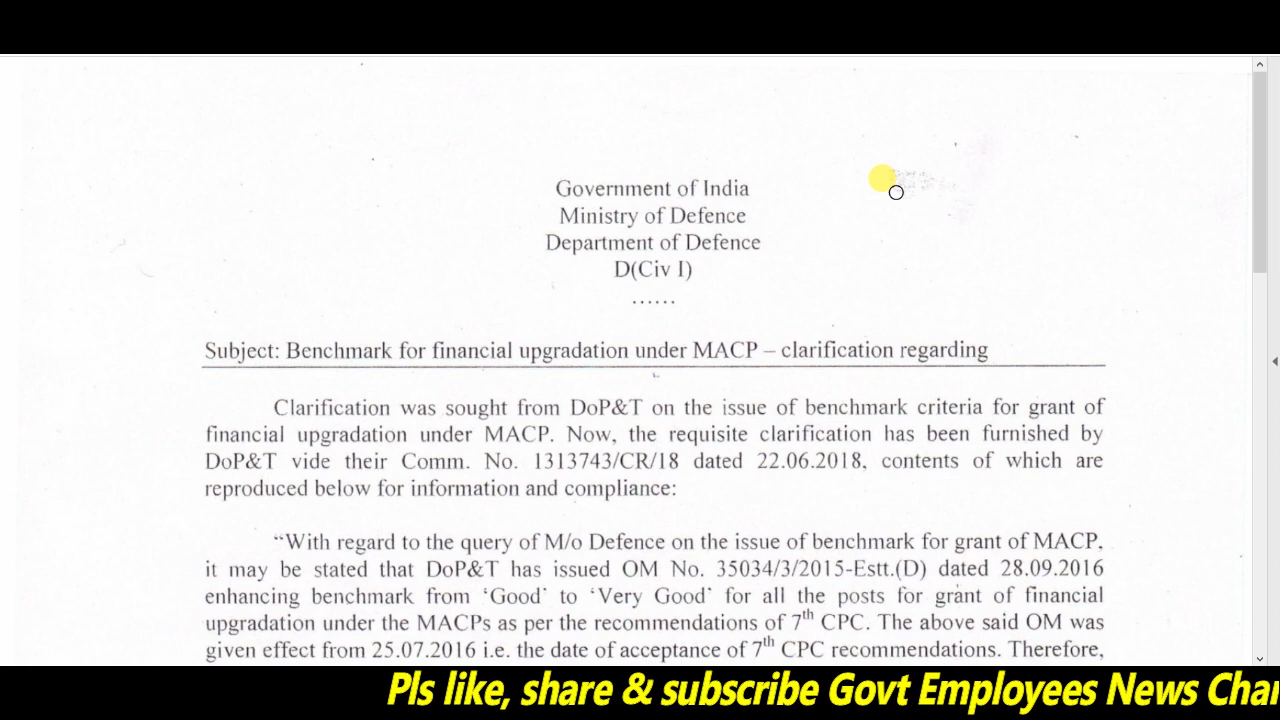 Government of India
Ministry of Defence
Department of Defence
D(Civ I)
......
Subject: Benchmark for financial upgradation under MACP – clarification regarding
Clarification was sought from DoP&T on the issue of benchmark criteria for grant of
financial upgradation under MACP. Now, the requisite clarification has been furnished by
DoP&T vide their Comm. No. 1313743/CR/18 dated 22.06.2018, contents of which are
reproduced below for information and compliance:
“With regard to the query of M/o Defence on the issue of benchmark for grant of MACP,
it may be stated that DoP&T has issued OM No. 35034/3/2015-Estt.(D) dated 28.09.2016
enhancing benchmark from ‘Good’ to ‘Very Good’ for all the posts for grant of financial
upgradation under the MACPs as per the recommendations of 7th CPC. The above said OM was
given effect from 25.07.2016 i.e. the date of acceptance of 7th CPC recommendations. Therefore,
Pls like, share & subscribe Govt Employees News Chan